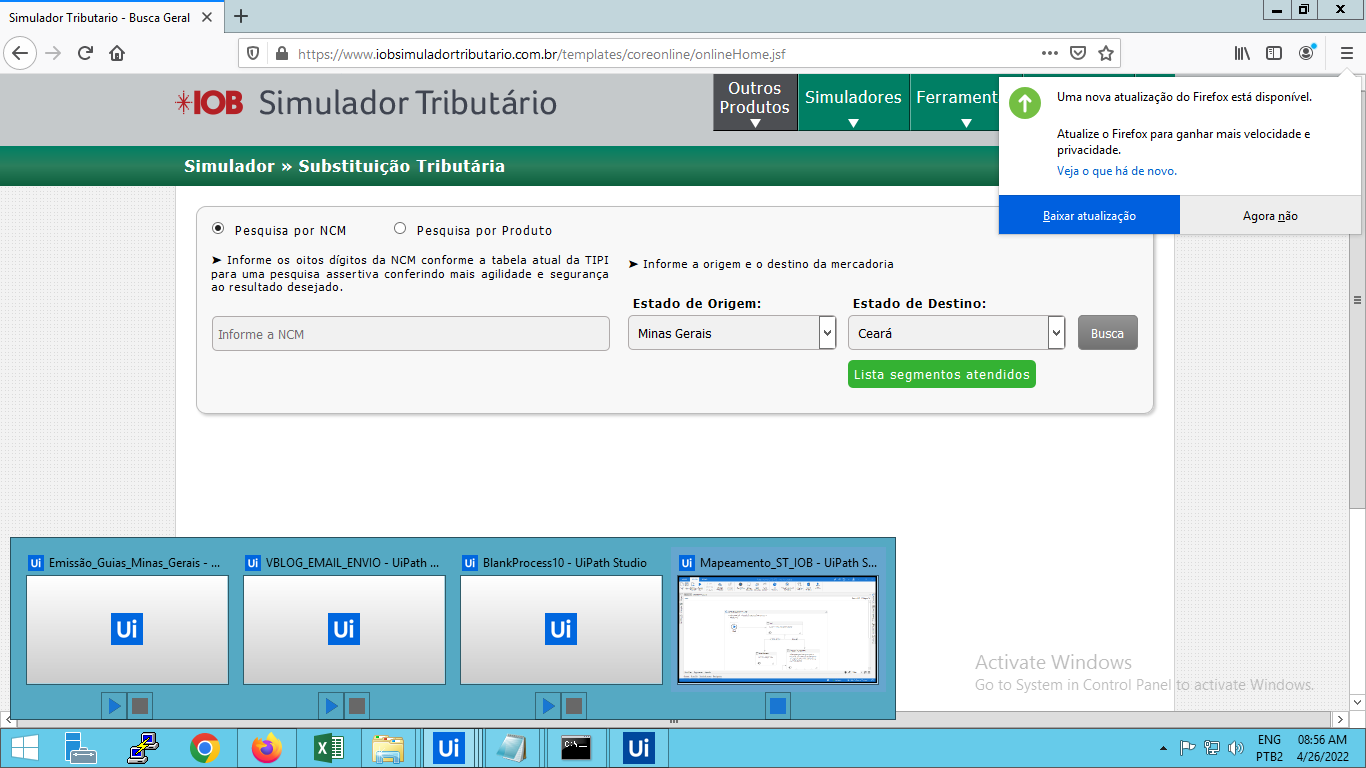 Simulador Tributario - Busca Geral
https://www.iobsimuladortributario.com.br/templates/coreonline/onlineHome.jsf
IOB Simulador Tributário
Outros Produtos
Simuladores
Ferrament
Uma nova atualização do Firefox está disponível.
Atualize o Firefox para ganhar mais velocidade e
privacidade.
Veja o que há de novo.
Baixar atualização
Agora não
Simulador » Substituição Tributária
Pesquisa por NCM
Pesquisa por Produto
➤ Informe os oitos dígitos da NCM conforme a tabela atual da TIPI
para uma pesquisa assertiva conferindo mais agilidade e segurança
ao resultado desejado.
➤ Informe a origem e o destino da mercadoria
Estado de Origem:
Estado de Destino:
Informe a NCM
Minas Gerais
Ceará
Busca
Lista segmentos atendidos
Ui Emissão_Guias_Minas_Gerais - ...
Ui VBLOG_EMAIL_ENVIO - UiPath ...
Ui BlankProcess10 - UiPath Studio
Ui Mapeamento_ST_IOB - UiPath S...
Ui
Ui
Ui
Activate Windows
Go to System in Control Panel to activate Windows.
Ui
C:\
Ui
ENG
PTB2
08:56 AM
4/26/2022